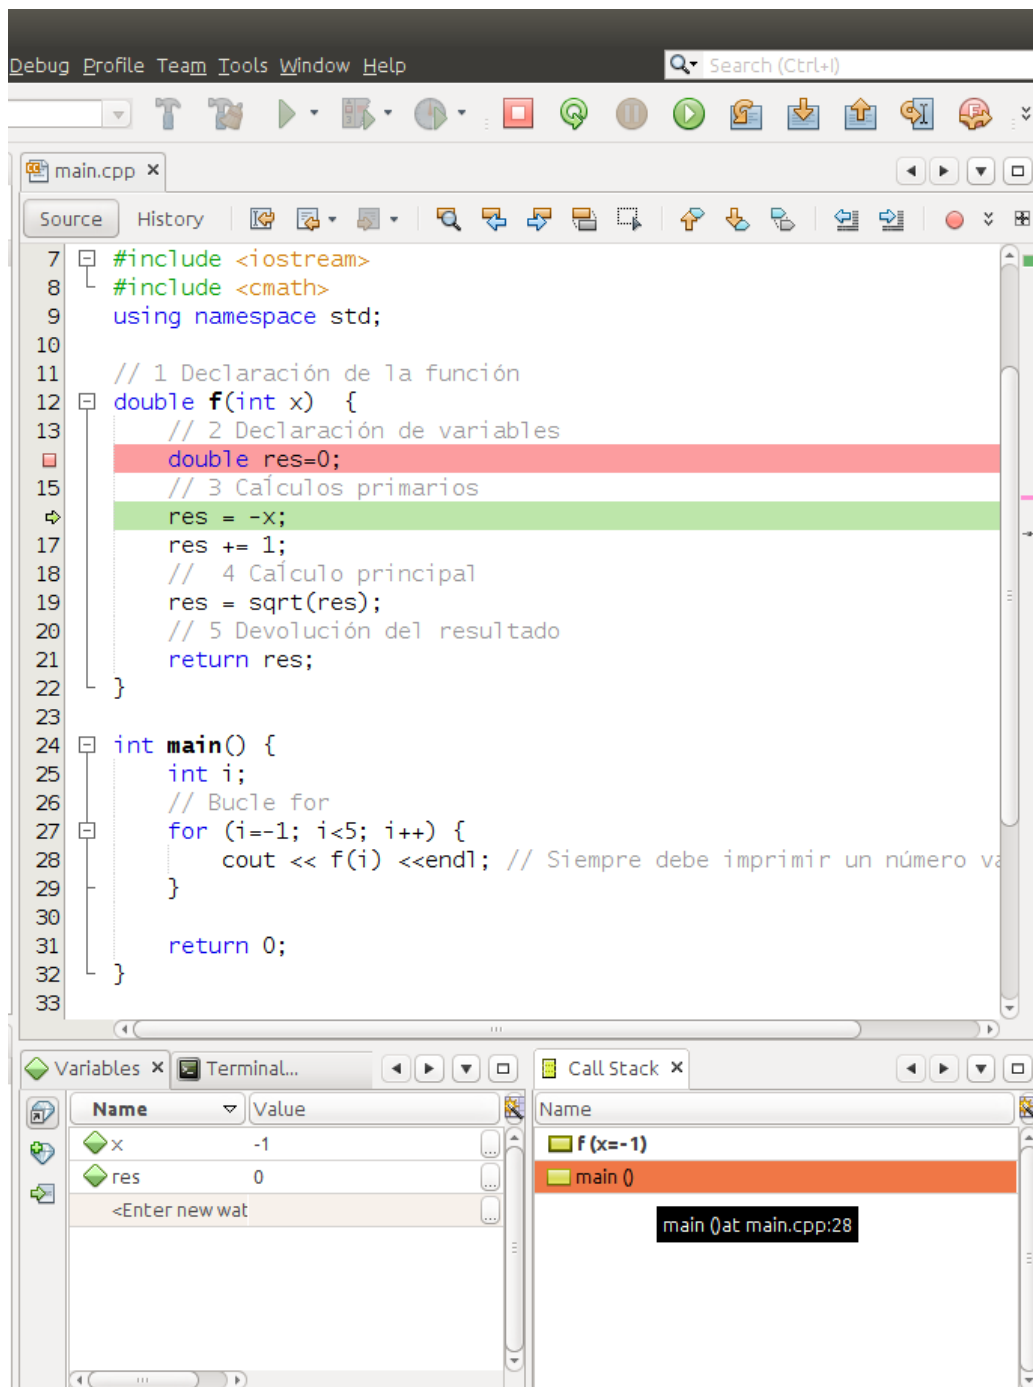 Debug Profile Team Tools Window Help
Search (Ctrl+I)
main.cpp
Source History
7 #include <iostream>
8 #include <cmath>
9 using namespace std;
10
11 // 1 Declaración de la función
12 double f(int x) {
13 // 2 Declaración de variables
double res=0;
15 // 3 Calćulos primarios
res = -x;
17 res += 1;
18 // 4 Calćulo principal
19 res = sqrt(res);
20 // 5 Devolución del resultado
21 return res;
22 }
23
24 int main() {
25 int i;
26 // Bucle for
27 for (i=-1; i<5; i++) {
28 cout << f(i) <<endl; // Siempre debe imprimir un número va
29 }
30
31 return 0;
32 }
33
Variables Terminal... Call Stack
Name Value Name
x -1 f (x=-1)
res 0 main ()
<Enter new wat
main ()at main.cpp:28